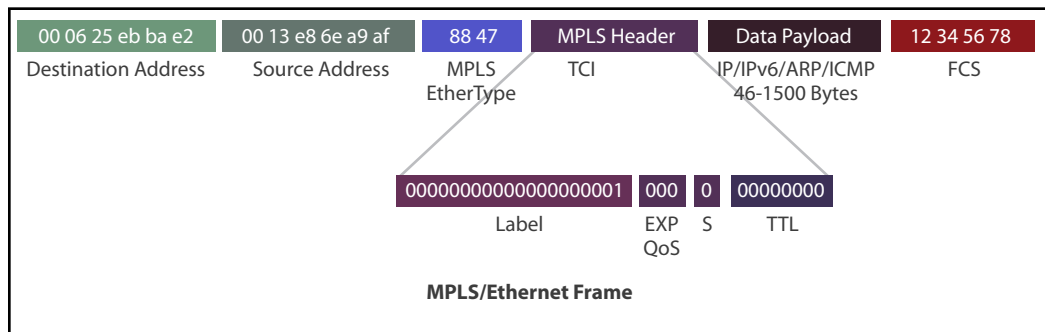 00 06 25 eb ba e2 00 13 e8 6e a9 af 88 47 MPLS Header Data Payload 12 34 56 78
Destination Address Source Address MPLS TCI IP/IPv6/ARP/ICMP FCS
EtherType 46-1500 Bytes
00000000000000000001 000 0 00000000
Label EXP S TTL
QoS
MPLS/Ethernet Frame